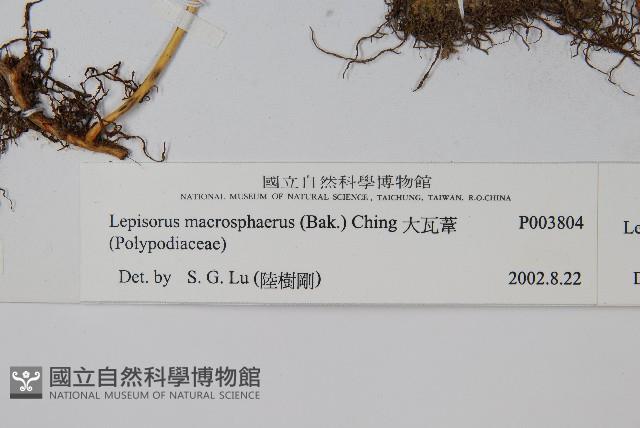 國立自然科學博物館
NATIONAL MUSEUM OF NATURAL SCIENCE, TAICHUNG, TAIWAN, R.O.CHINA
Lepisorus macrosphaerus (Bak.) Ching 大瓦葦 P003804
(Polypodiaceae)
Det. by S. G. Lu (陸樹剛) 2002.8.22
Le
D
國立自然科學博物館
NATIONAL MUSEUM OF NATURAL SCIENCE